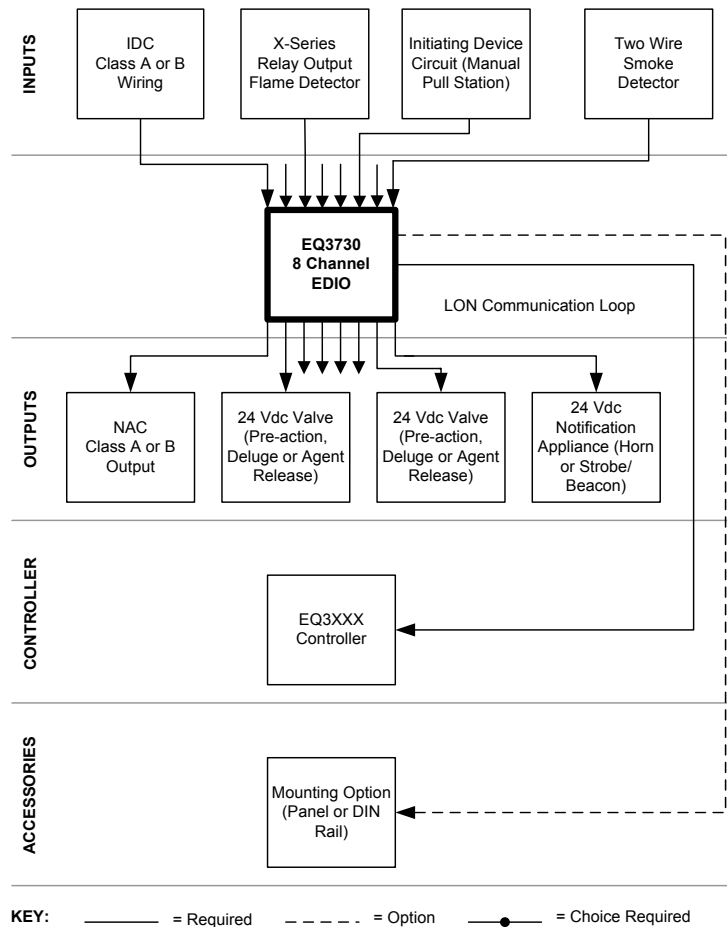 INPUTS
IDC
Class A or B
Wiring
X-Series
Relay Output
Flame Detector
Initiating Device
Circuit (Manual
Pull Station)
Two Wire
Smoke
Detector
EQ3730
8 Channel
EDIO
LON Communication Loop
OUTPUTS
NAC
Class A or B
Output
24 Vdc Valve
(Pre-action,
Deluge or Agent
Release)
24 Vdc Valve
(Pre-action,
Deluge or Agent
Release)
24 Vdc
Notification
Appliance (Horn
or Strobe/
Beacon)
CONTROLLER
EQ3XXX
Controller
ACCESSORIES
Mounting Option
(Panel or DIN
Rail)
KEY: = Required = Option = Choice Required